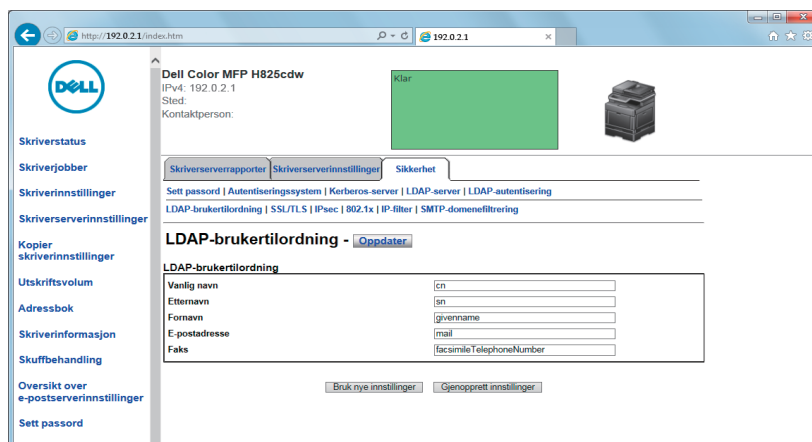 http://192.0.2.1/index.htm
192.0.2.1
DELL
Dell Color MFP H825cdw
IPv4: 192.0.2.1
Sted:
Kontaktperson:
Klar
Skriverstatus
Skriverjobber
Skriverinnstillinger
Skriverserverinnstillinger
Kopier
skriverinnstillinger
Utskriftsvolum
Adressbok
Skriverinformasjon
Skuffbehandling
Oversikt over
e-postserverinnstillinger
Sett passord
Skriverserverrapporter Skriverserverinnstillinger Sikkerhet
Sett passord | Autentiseringssystem | Kerberos-server | LDAP-server | LDAP-autentisering
LDAP-brukertilordning | SSL/TLS | IPsec | 802.1x | IP-filter | SMTP-domenefiltrering
LDAP-brukertilordning - Oppdater
LDAP-brukertilordning
Vanlig navn cn
Etternavn sn
Fornavn givenname
E-postadresse mail
Faks facsimileTelephoneNumber
Bruk nye innstillinger Gjenopprett innstillinger